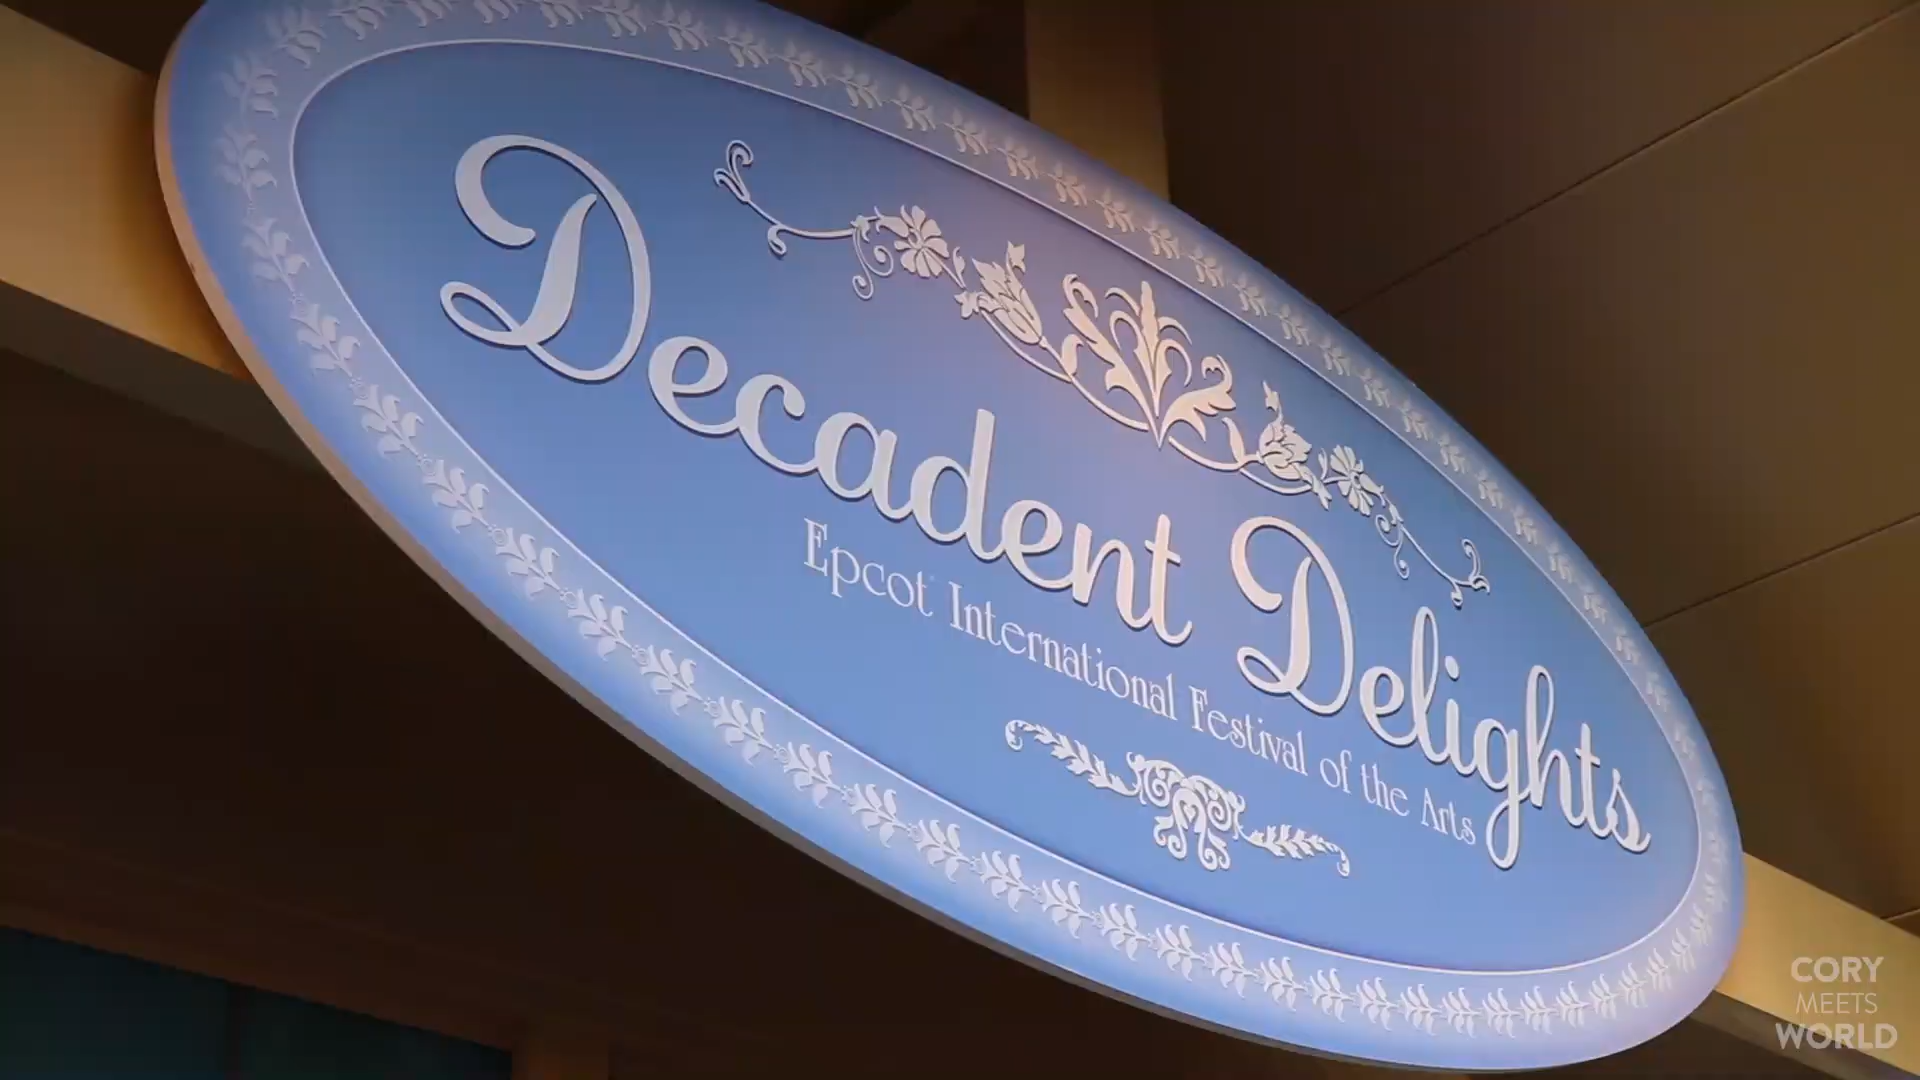 Decadent Delights
Epcot International Festival of the Arts
CORY
MEETS
WORLD